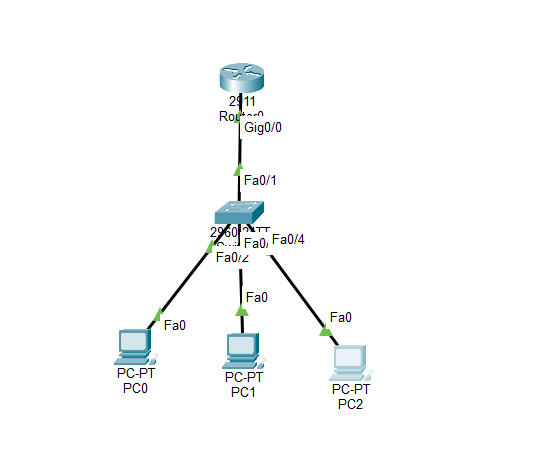 2911
Gig0/0
Fa0/1
Fa0/4
Fa0/2
Fa0
Fa0
Fa0
PC-PT
PC0
PC-PT
PC1
PC-PT
PC2